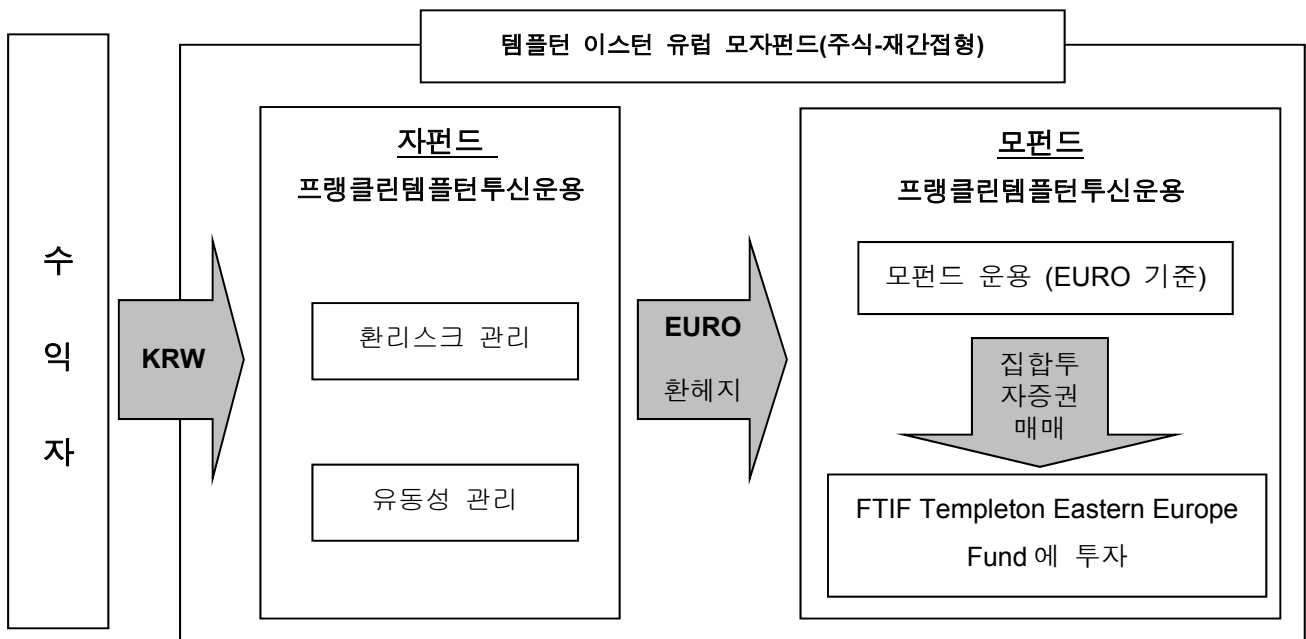 템플턴 이스턴 유럽 모자펀드(주식-재간접형)
수
익
자
KRW
자펀드
프랭클린템플턴투신운용
환리스크 관리
유동성 관리
EURO
환헤지
모펀드
프랭클린템플턴투신운용
모펀드 운용 (EURO 기준)
집합투
자증권
매매
FTIF Templeton Eastern Europe
Fund 에 투자